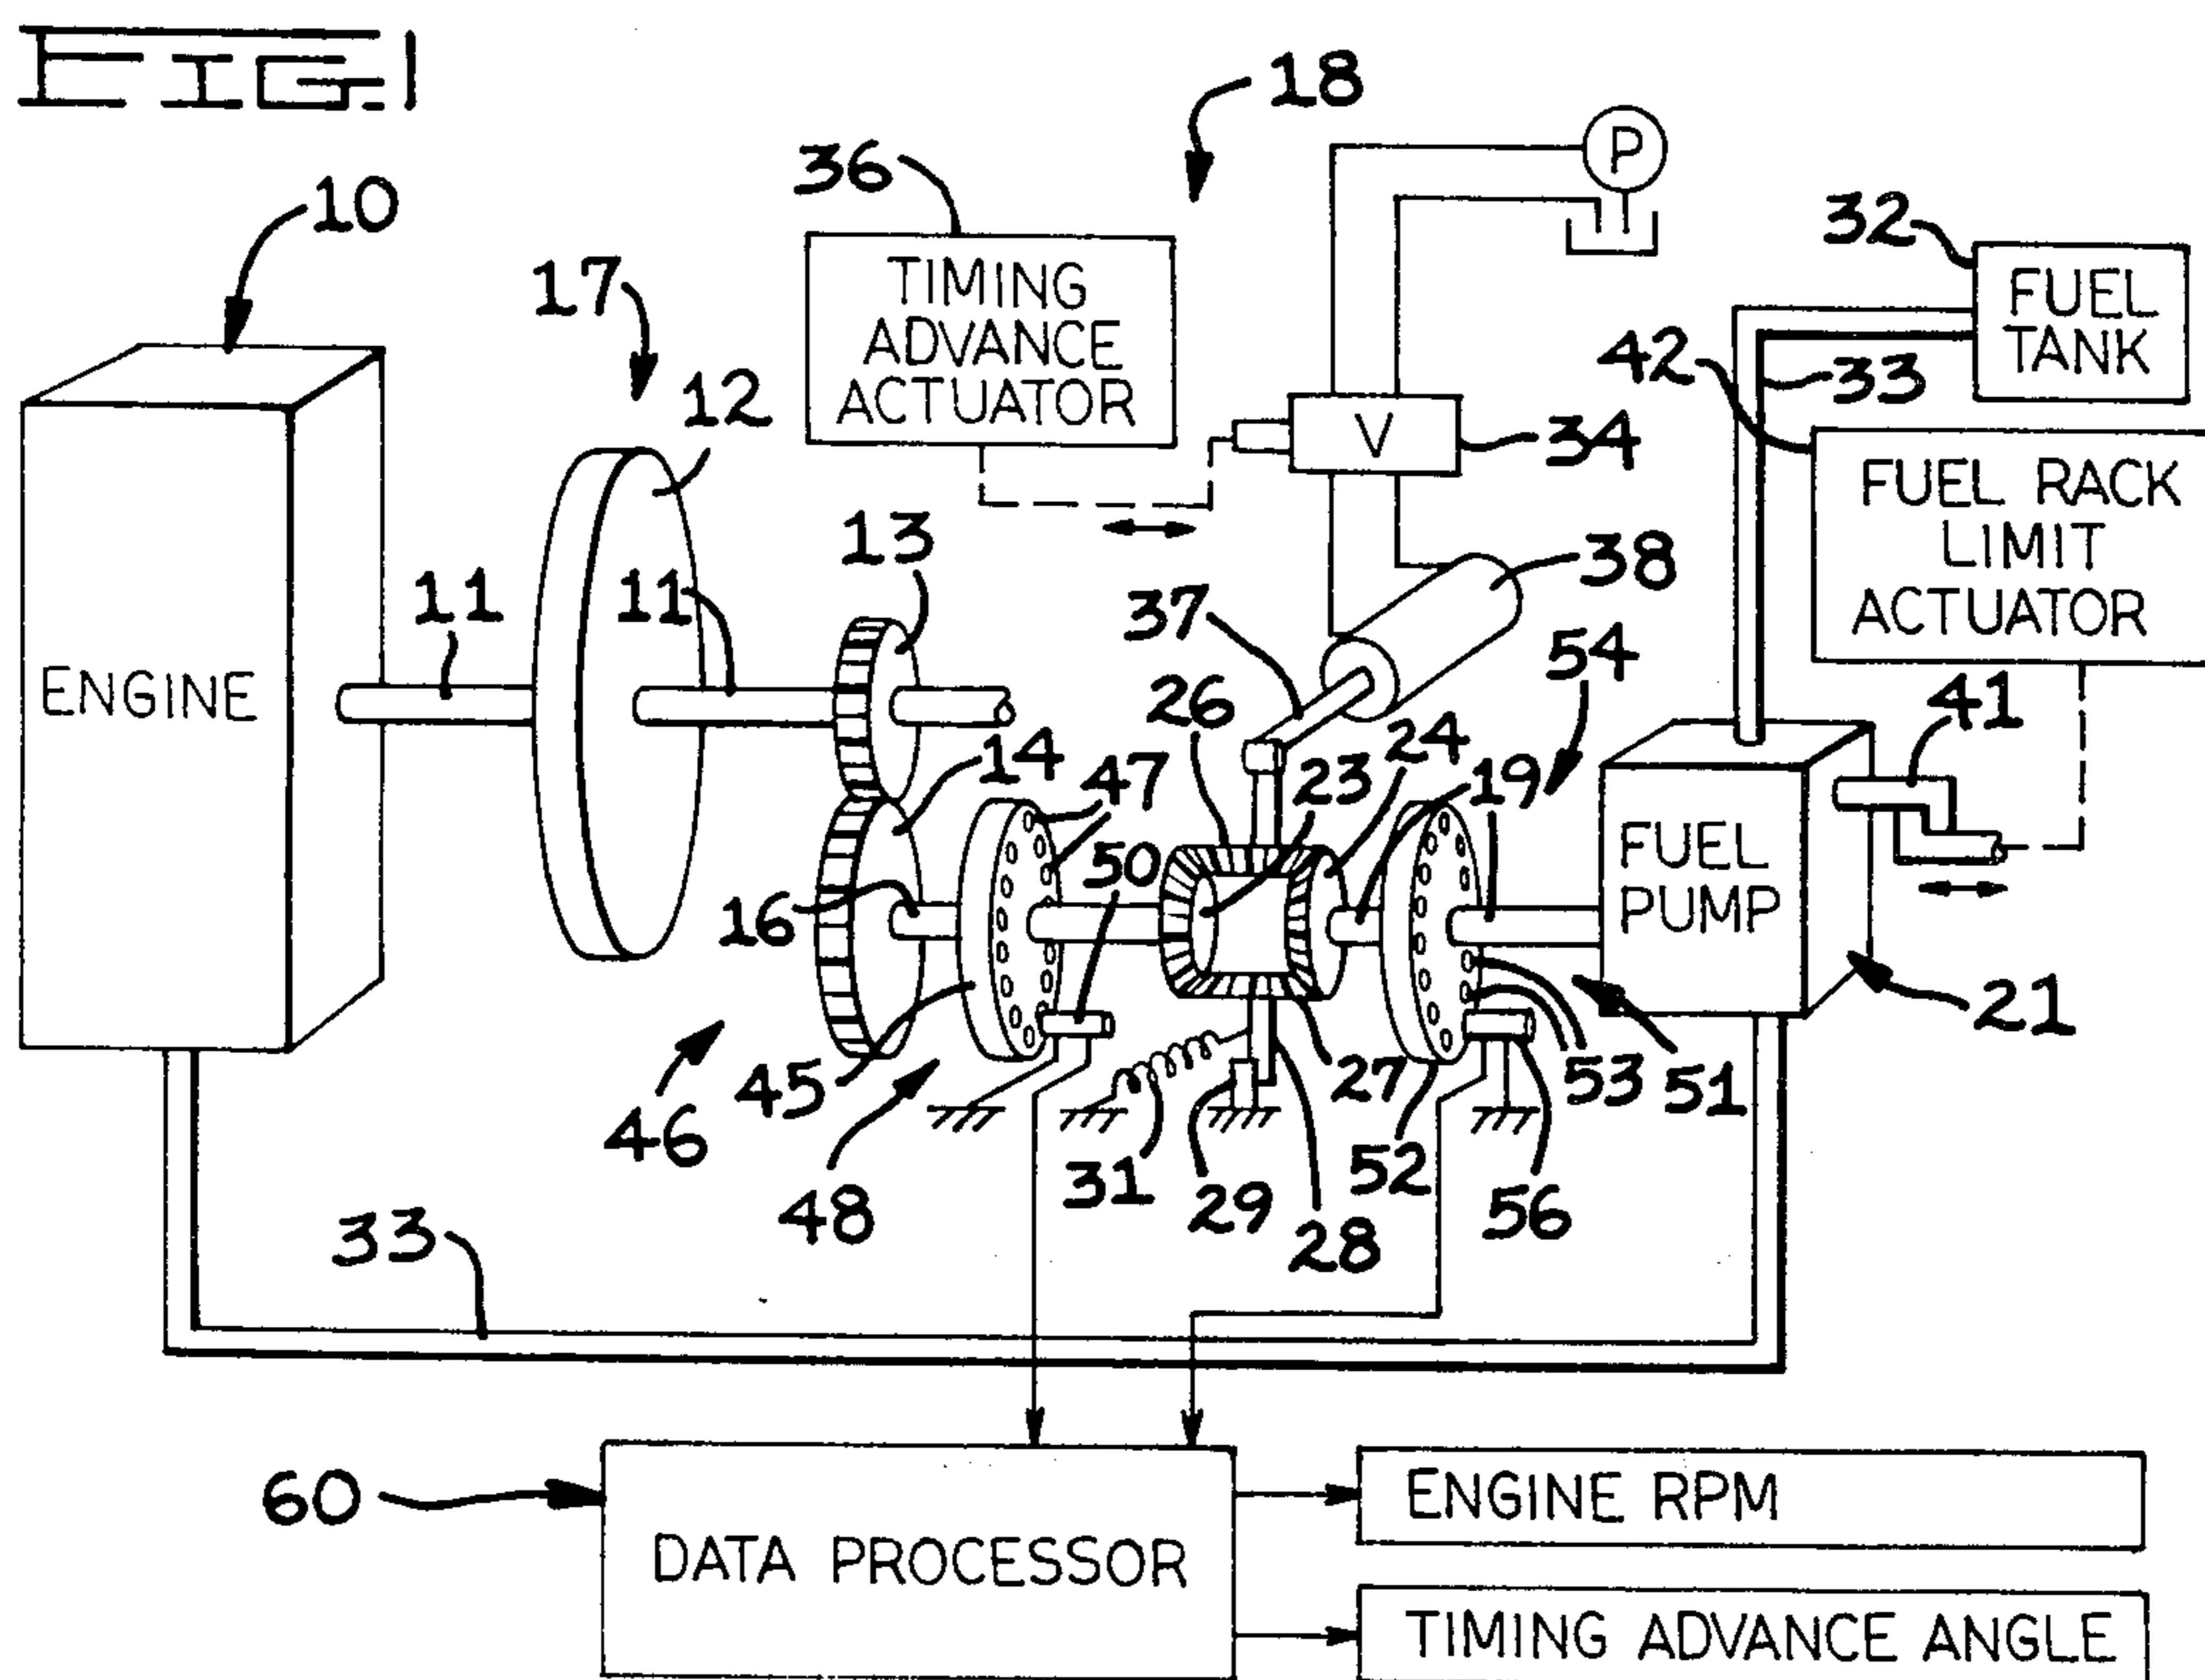 FIG.1
18
P
36
10
32
17
TIMING
ADVANCE
ACTUATOR
FUEL
TANK
42
33
12
V
34
FUEL RACK
LIMIT
ACTUATOR
13
38
11
11
37
54
ENGINE
26
41
14
47
24
23
19
50
FUEL
PUMP
16
21
46
45
27
53
51
48
31
29
28
52
56
33
60
DATA PROCESSOR
ENGINE RPM
TIMING ADVANCE ANGLE